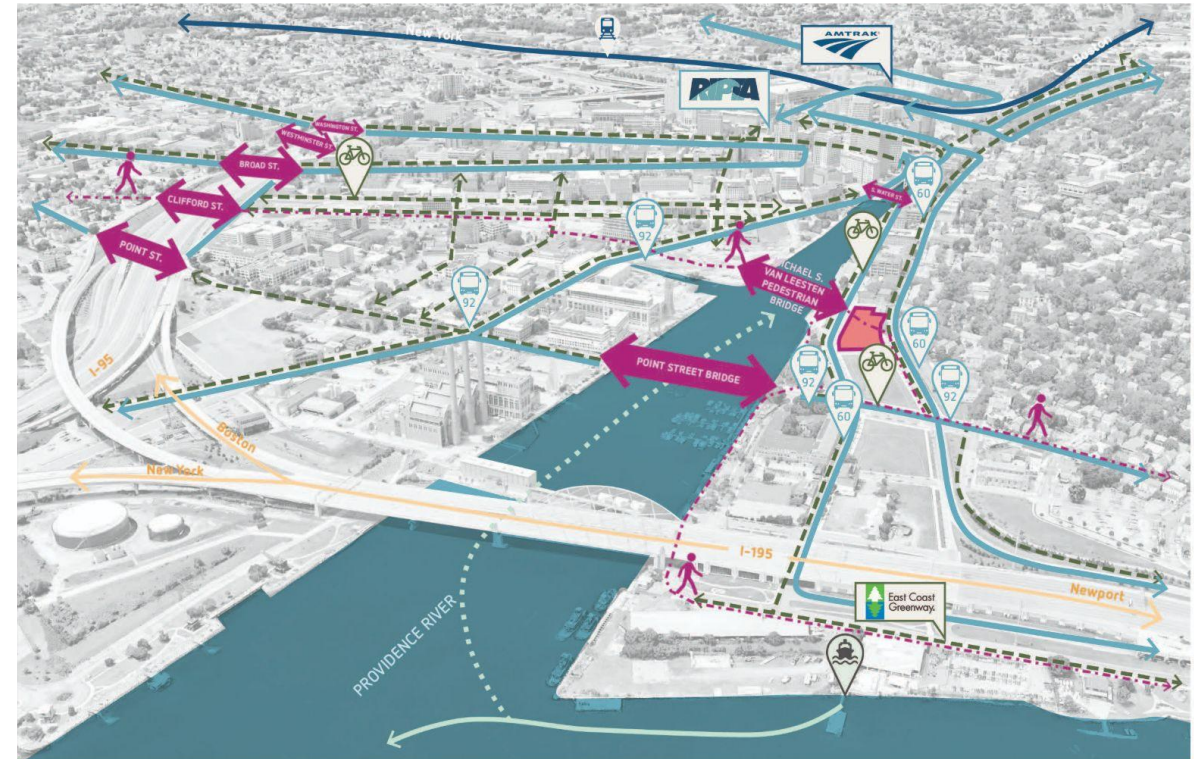 New York
AMTRAK
Boston
RIPTA
WASHINGTON ST.
WESTMINSTER ST.
BROAD ST.
CLIFFORD ST.
POINT ST.
S. WATER ST.
60
92
92
MICHAEL S.
VAN LEESTEN
PEDESTRIAN
BRIDGE
60
POINT STREET BRIDGE
92
92
60
I-95
Boston
New York
I-195
Newport
East Coast
Greenway.
PROVIDENCE RIVER